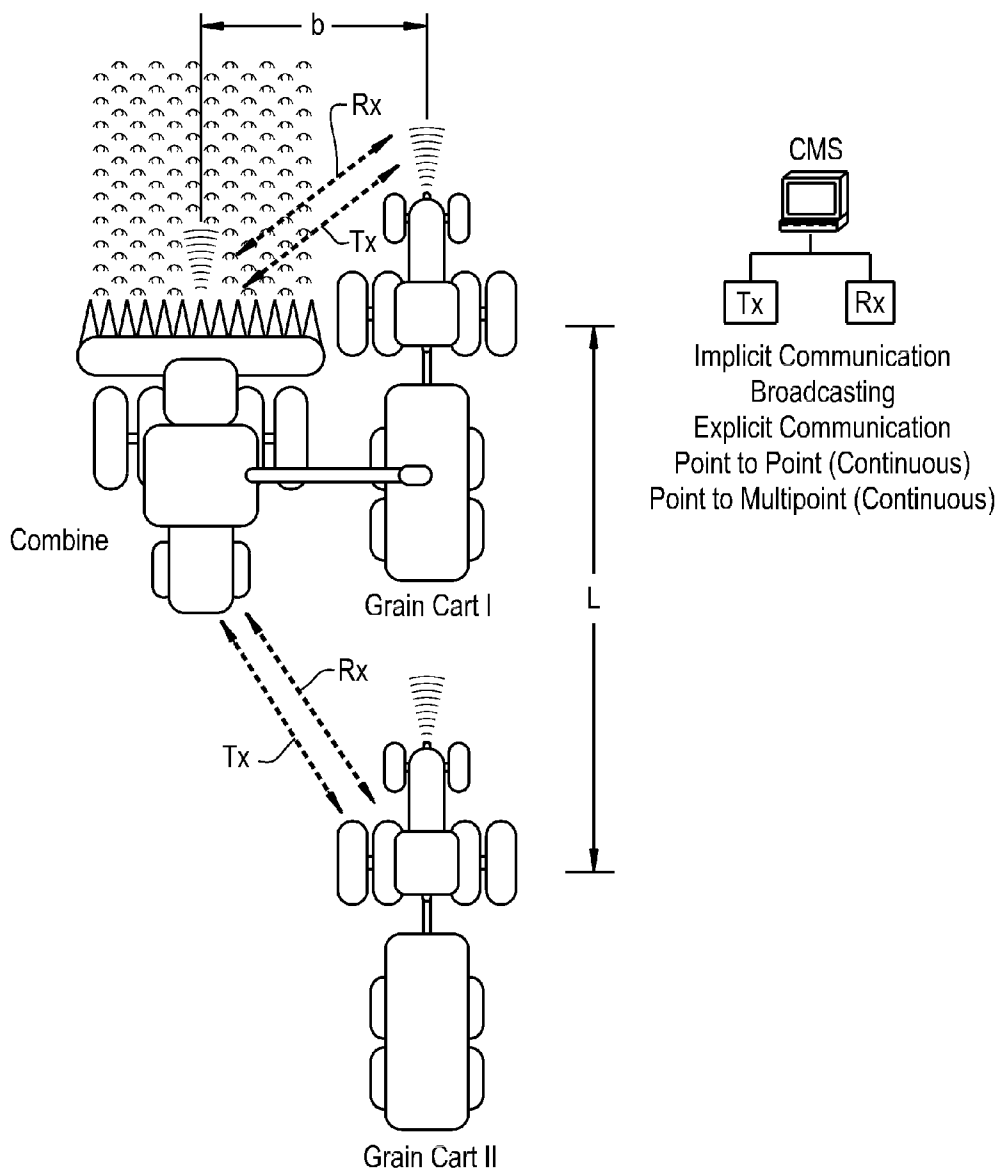 b
Rx
Tx
CMS
Tx
Rx
Implicit Communication
Broadcasting
Explicit Communication
Point to Point (Continuous)
Point to Multipoint (Continuous)
Combine
Grain Cart I
L
Rx
Tx
Grain Cart II